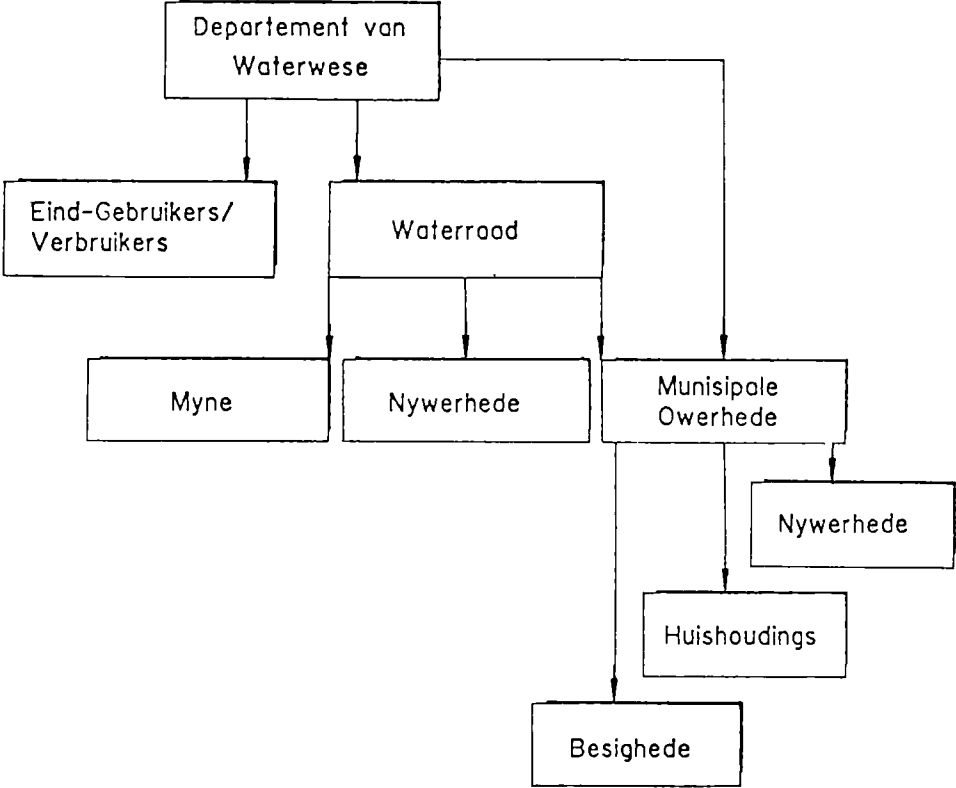 Departement van
Waterwese
Eind-Gebruikers/
Verbruikers
Waterraad
Myne
Nywerhede
Munisipale
Owerhede
Nywerhede
Huishoudings
Besighede